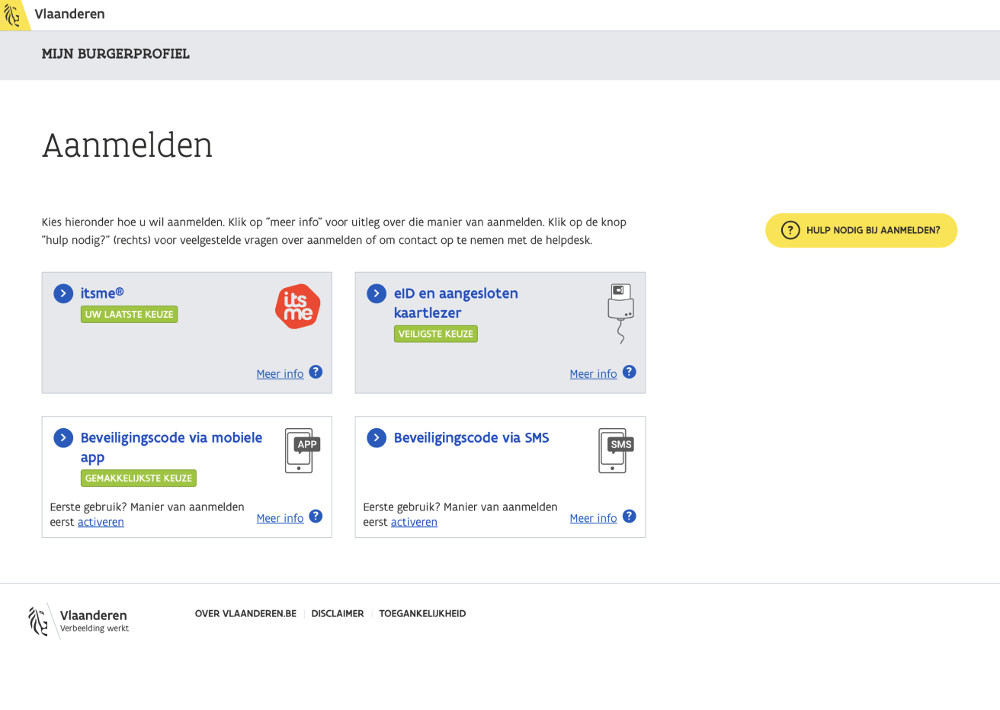 Vlaanderen
MIJN BURGERPROFIEL
Aanmelden
Kies hieronder hoe u wil aanmelden. Klik op "meer info" voor uitleg over die manier van aanmelden. Klik op de knop
"hulp nodig?" (rechts) voor veelgestelde vragen over aanmelden of om contact op te nemen met de helpdesk.
? HULP NODIG BIJ AANMELDEN?
itsme®
UW LAATSTE KEUZE
its
me
Meer info ?
eID en aangesloten
kaartlezer
VEILIGSTE KEUZE
Meer info ?
Beveiligingscode via mobiele
app
GEMAKKELIJKSTE KEUZE
APP
Eerste gebruik? Manier van aanmelden
eerst activeren
Meer info ?
Beveiligingscode via SMS
SMS
Eerste gebruik? Manier van aanmelden
eerst activeren
Meer info ?
Vlaanderen
Verbeelding werkt
OVER VLAANDEREN.BE
DISCLAIMER
TOEGANKELIJKHEID